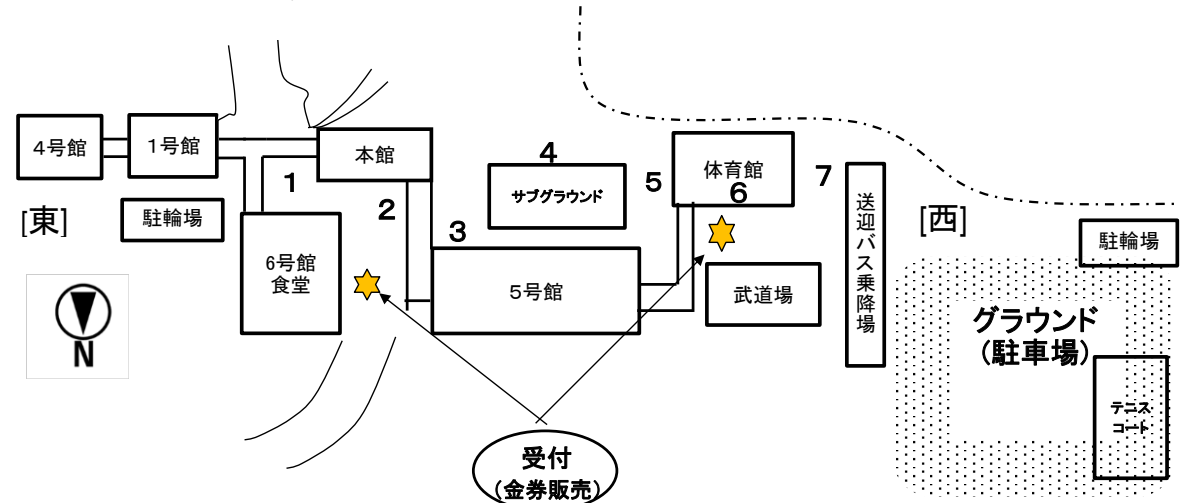 4号館
1号館
本館
1
2
3
4
サブグラウンド
5
体育館
6
7
送迎バス乗降場
[東]
駐輪場
6号館
食堂
5号館
武道場
[西]
駐輪場
グラウンド
(駐車場)
テニス
コート
N
受付
(金券販売)